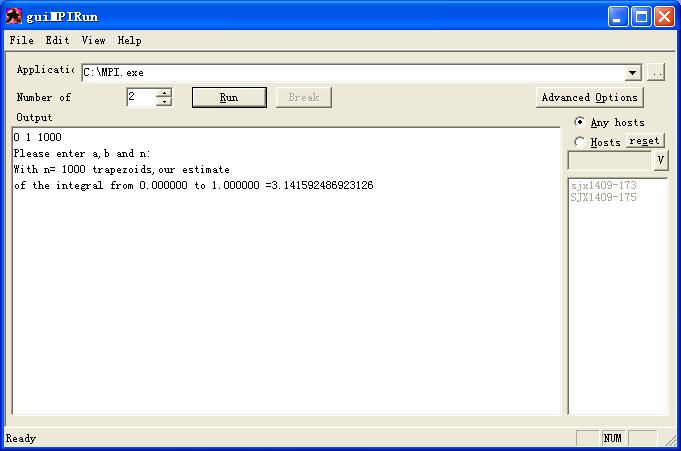 guiMPIRun
File Edit View Help
Applicatic C:\MPI.exe ..
Number of 2 Run Break Advanced Options
Output
Any hosts
Hosts reset
V
0 1 1000
Please enter a,b and n:
With n= 1000 trapezoids,our estimate
of the integral from 0.000000 to 1.000000 =3.141592486923126
sjx1409-173
SJX1409-175
Ready NUM